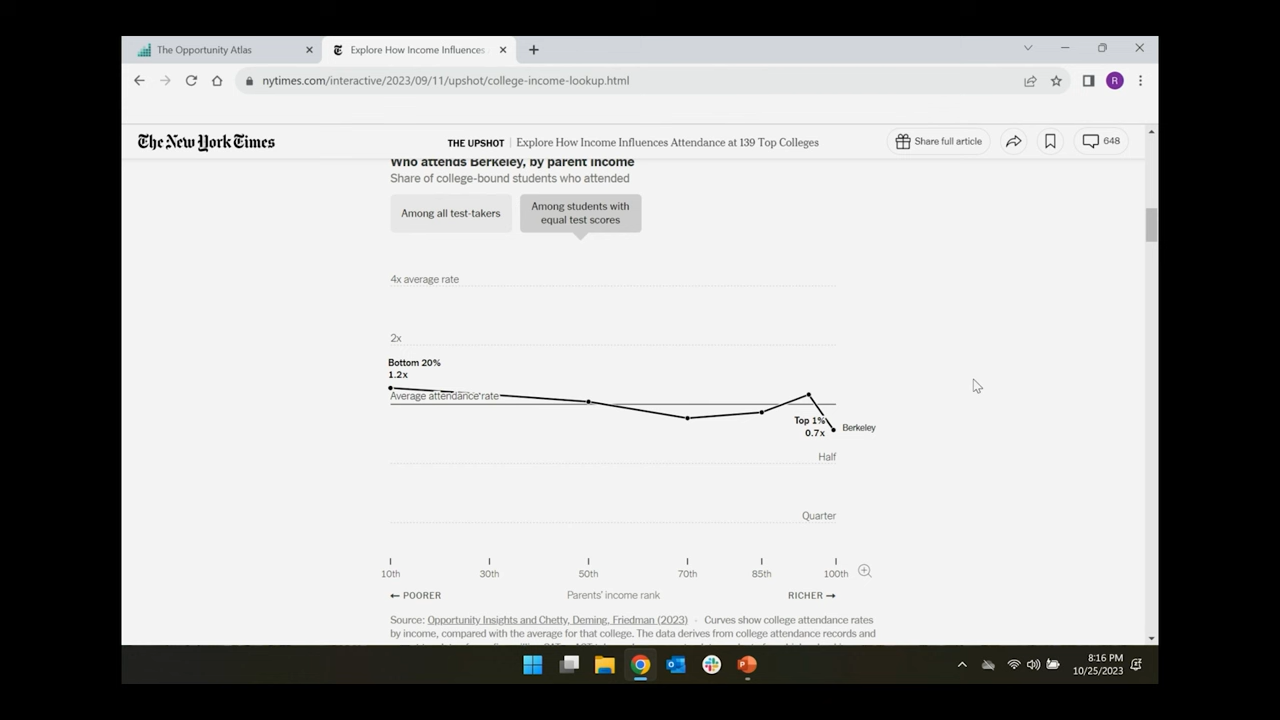 The Opportunity Atlas
Explore How Income Influences
nytimes.com/interactive/2023/09/11/upshot/college-income-lookup.html
R
The New York Times
THE UPSHOT | Explore How Income Influences Attendance at 139 Top Colleges
Share full article
648
Who attends Berkeley, by parent income
Share of college-bound students who attended
Among all test-takers
Among students with
equal test scores
4x average rate
2x
Bottom 20%
1.2x
Average attendance rate
Top 1%
0.7x
Berkeley
Half
Quarter
10th 30th 50th 70th 85th 100th
← POORER Parents’ income rank RICHER →
Source: Opportunity Insights and Chetty, Deming, Friedman (2023) · Curves show college attendance rates
by income, compared with the average for that college. The data derives from college attendance records and
8:16 PM
10/25/2023